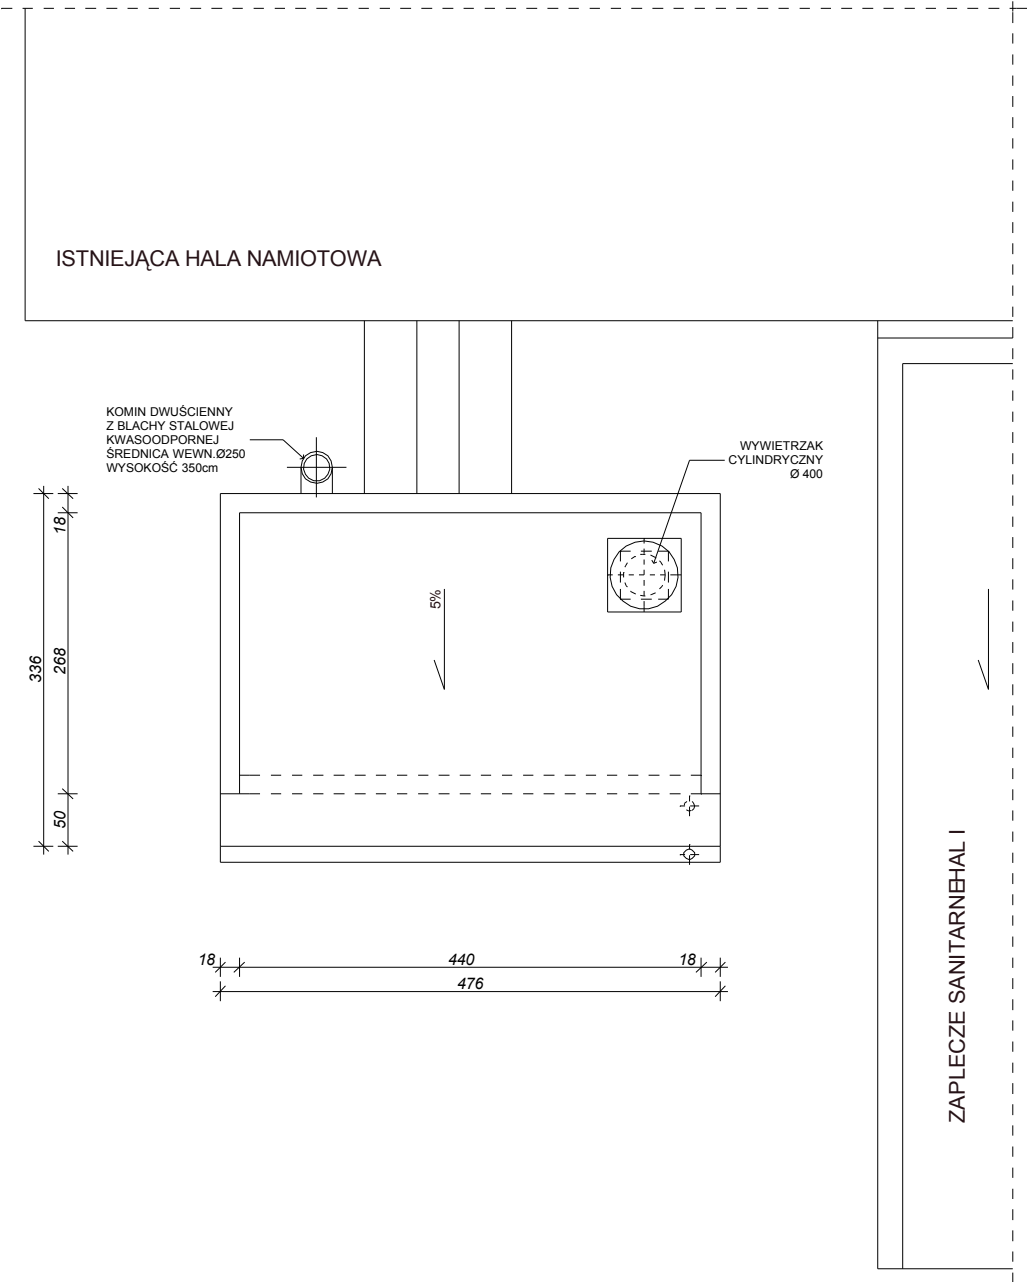 ISTNIEJĄCA HALA NAMIOTOWA
KOMIN DWUŚCIENNY
Z BLACHY STALOWEJ
KWASOODPORNEJ
ŚREDNICA WEWN.Ø250
WYSOKOŚĆ 350cm
WYWIETRZAK
CYLINDRYCZNY
Ø 400
18
5%
336
268
50
ZAPLECZE SANITARNEHAL I
18
440
18
476